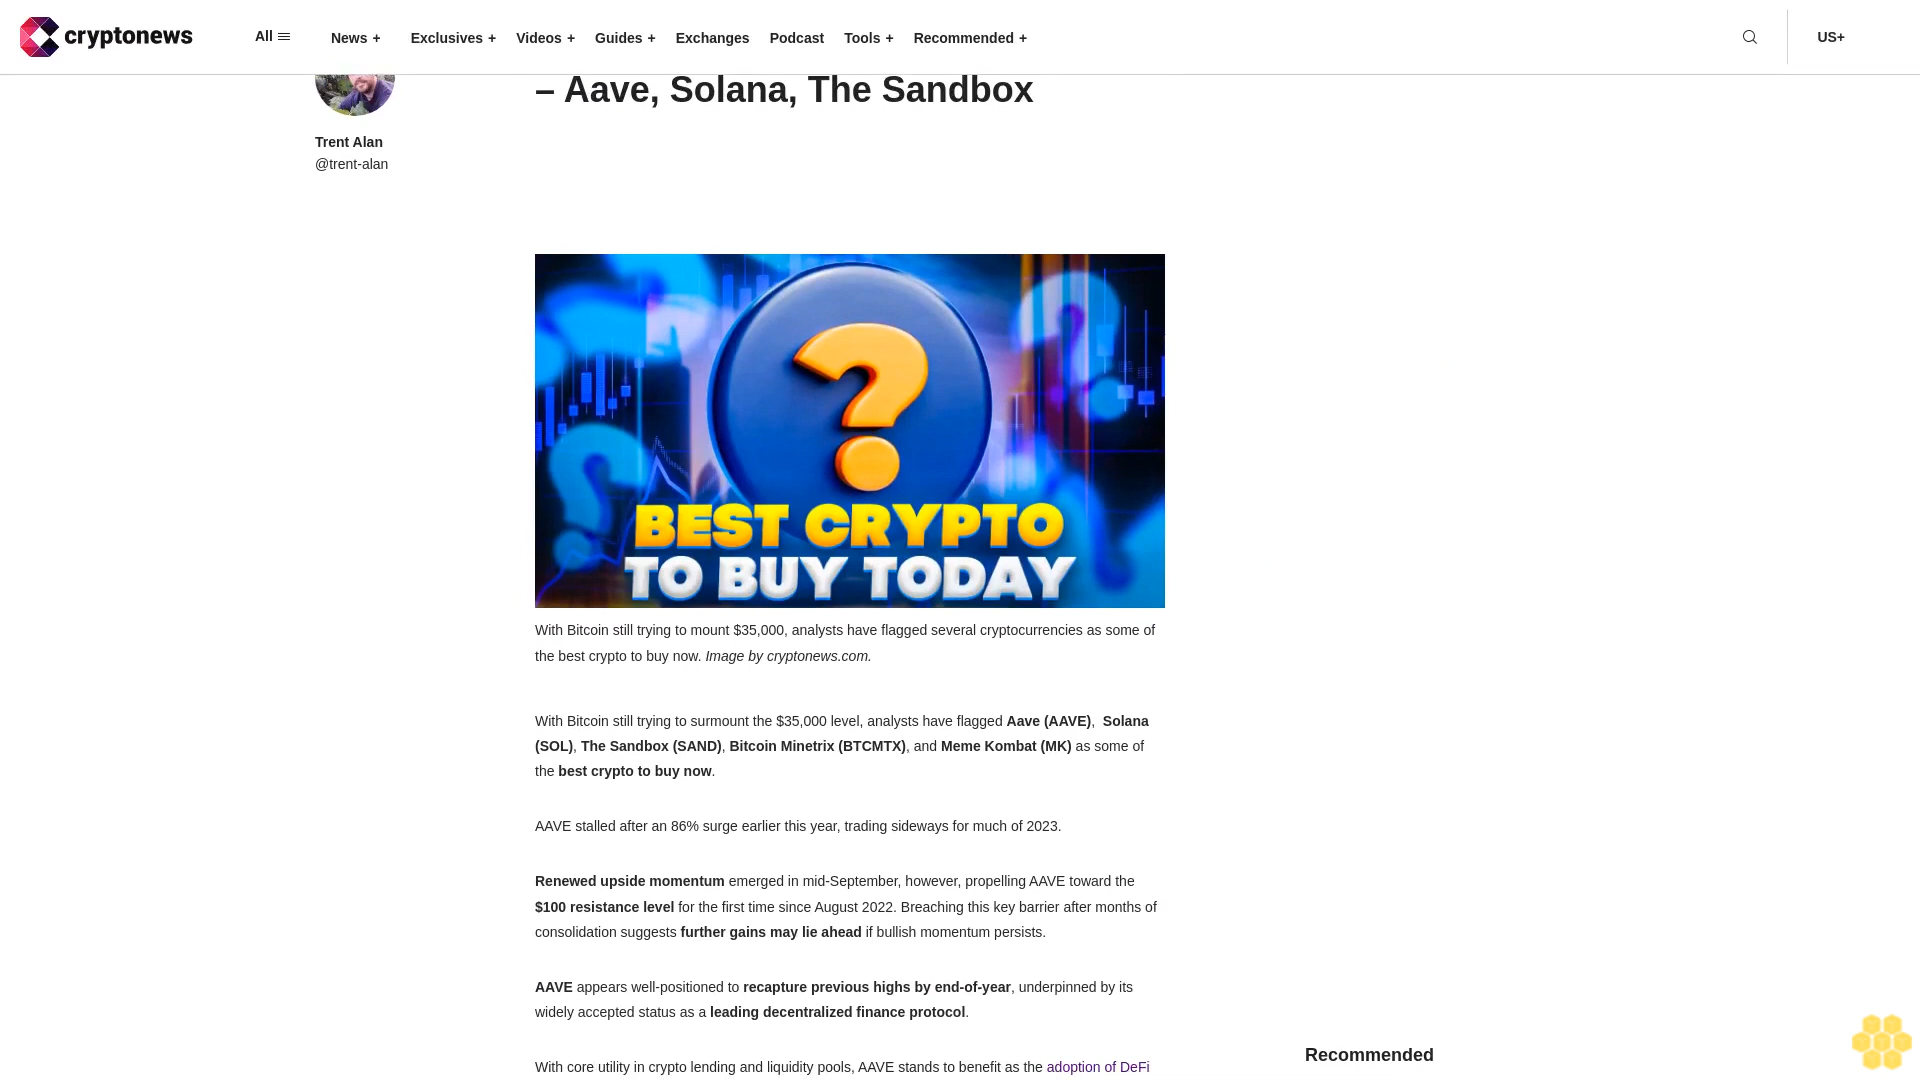 cryptonews
All
News +
Exclusives +
Videos +
Guides +
Exchanges
Podcast
Tools +
Recommended +
US+
– Aave, Solana, The Sandbox
Trent Alan
@trent-alan
BEST CRYPTO
TO BUY TODAY
With Bitcoin still trying to mount $35,000, analysts have flagged several cryptocurrencies as some of
the best crypto to buy now. Image by cryptonews.com.
With Bitcoin still trying to surmount the $35,000 level, analysts have flagged Aave (AAVE), Solana
(SOL), The Sandbox (SAND), Bitcoin Minetrix (BTCMTX), and Meme Kombat (MK) as some of
the best crypto to buy now.
AAVE stalled after an 86% surge earlier this year, trading sideways for much of 2023.
Renewed upside momentum emerged in mid-September, however, propelling AAVE toward the
$100 resistance level for the first time since August 2022. Breaching this key barrier after months of
consolidation suggests further gains may lie ahead if bullish momentum persists.
AAVE appears well-positioned to recapture previous highs by end-of-year, underpinned by its
widely accepted status as a leading decentralized finance protocol.
With core utility in crypto lending and liquidity pools, AAVE stands to benefit as the adoption of DeFi
Recommended